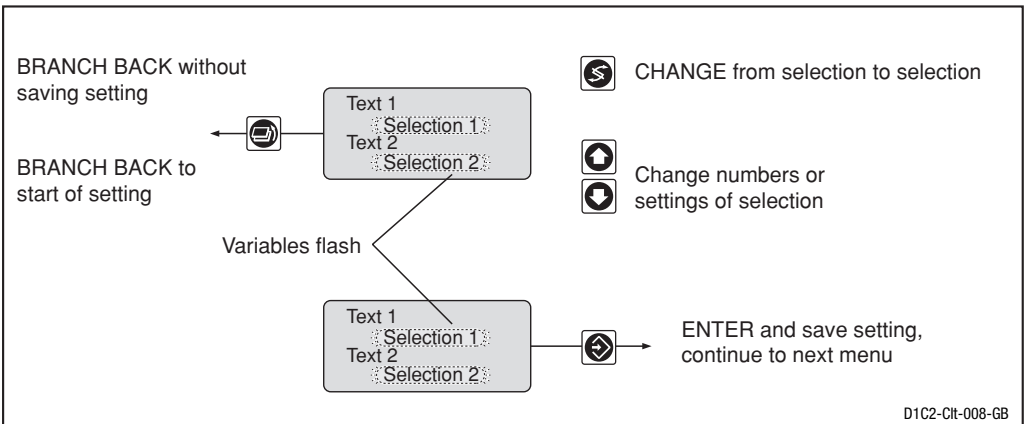 BRANCH BACK without
saving setting
BRANCH BACK to
start of setting
Text 1
Selection 1
Text 2
Selection 2
CHANGE from selection to selection
Change numbers or
settings of selection
Variables flash
Text 1
Selection 1
Text 2
Selection 2
ENTER and save setting,
continue to next menu
D1C2-Clt-008-GB